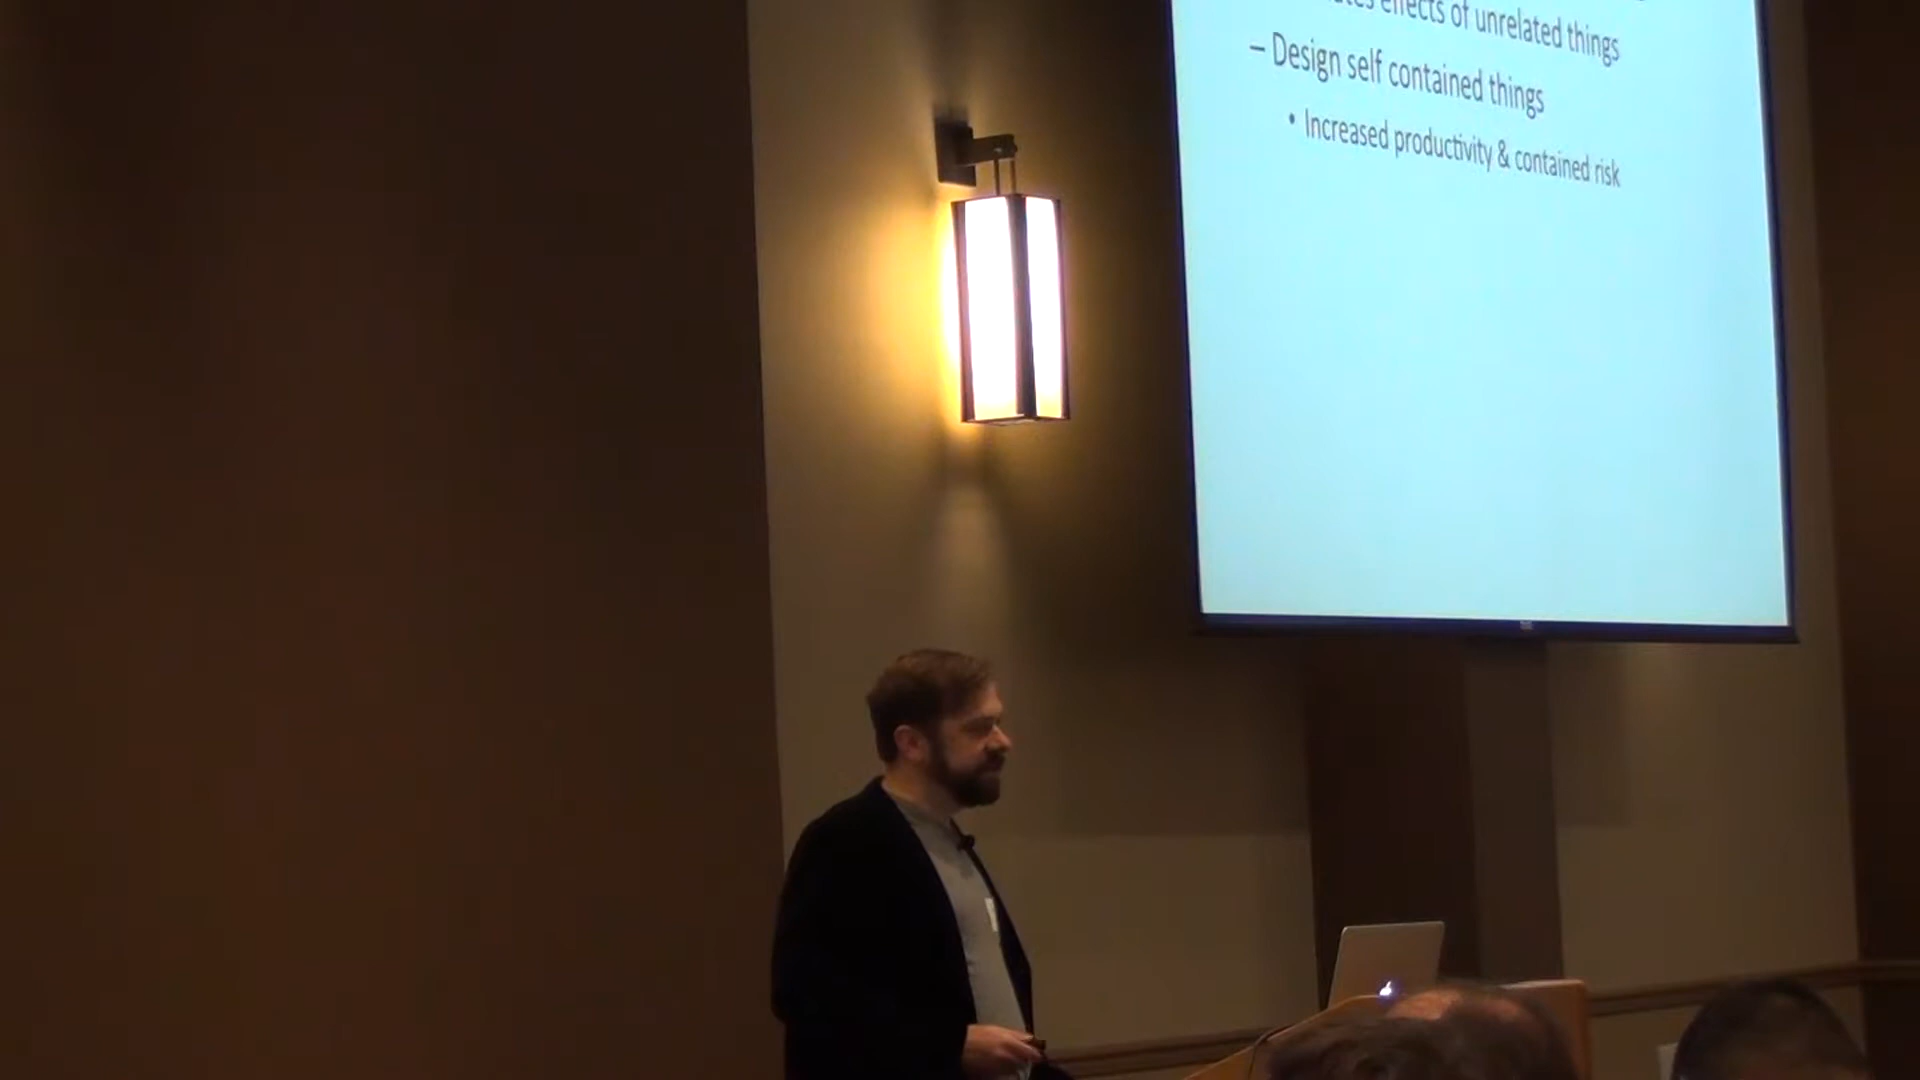 effects of unrelated things
– Design self contained things
• Increased productivity & contained risk